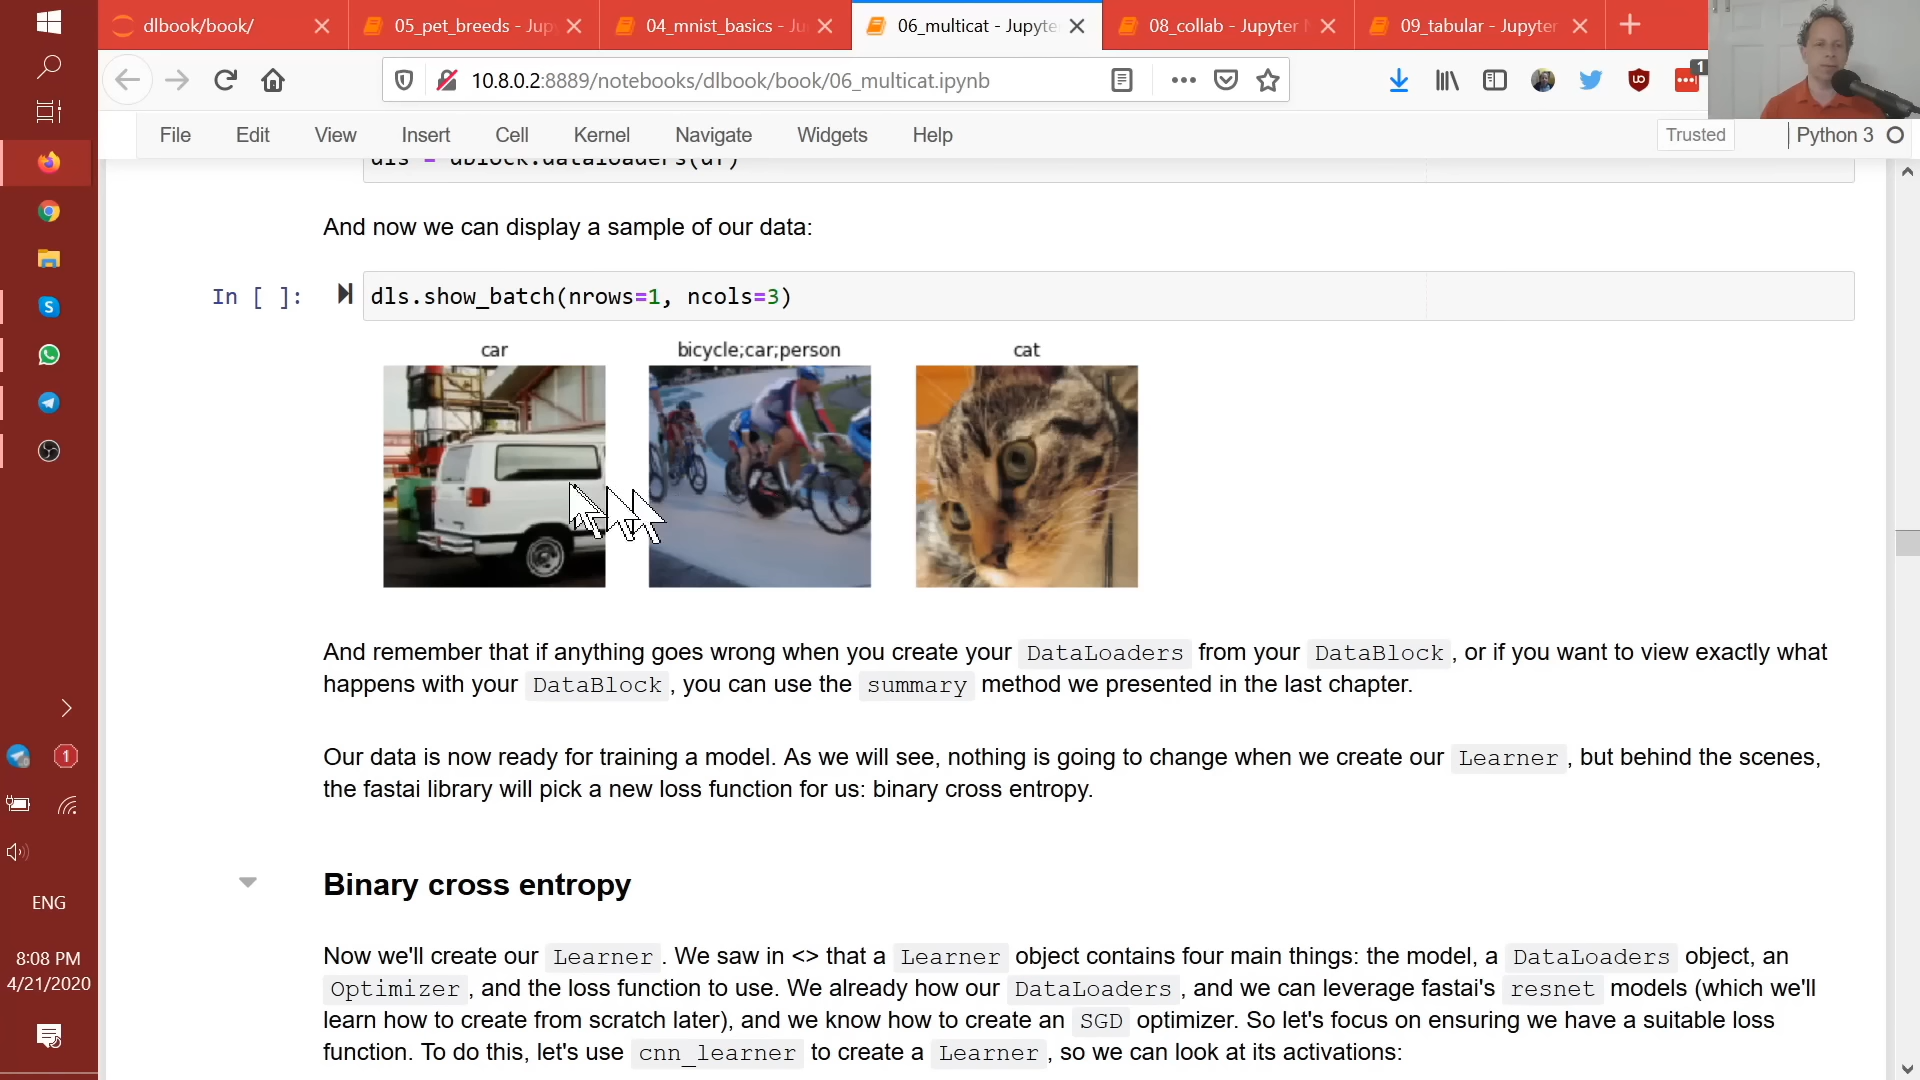 dlbook/book/
05_pet_breeds - Jup
04_mnist_basics - Ju
06_multicat - Jupyte
08_collab - Jupyter
09_tabular - Jupyter
10.8.0.2:8889/notebooks/dlbook/book/06_multicat.ipynb
1
File Edit View Insert Cell Kernel Navigate Widgets Help
Trusted
Python 3
dls = dblock.dataloaders(df)
And now we can display a sample of our data:
In [ ]: dls.show_batch(nrows=1, ncols=3)
car bicycle;car;person cat
And remember that if anything goes wrong when you create your DataLoaders from your DataBlock, or if you want to view exactly what
happens with your DataBlock, you can use the summary method we presented in the last chapter.
Our data is now ready for training a model. As we will see, nothing is going to change when we create our Learner, but behind the scenes,
the fastai library will pick a new loss function for us: binary cross entropy.
Binary cross entropy
Now we'll create our Learner. We saw in <> that a Learner object contains four main things: the model, a DataLoaders object, an
Optimizer, and the loss function to use. We already how our DataLoaders, and we can leverage fastai's resnet models (which we'll
learn how to create from scratch later), and we know how to create an SGD optimizer. So let's focus on ensuring we have a suitable loss
function. To do this, let's use cnn_learner to create a Learner, so we can look at its activations:
1
ENG
8:08 PM
4/21/2020